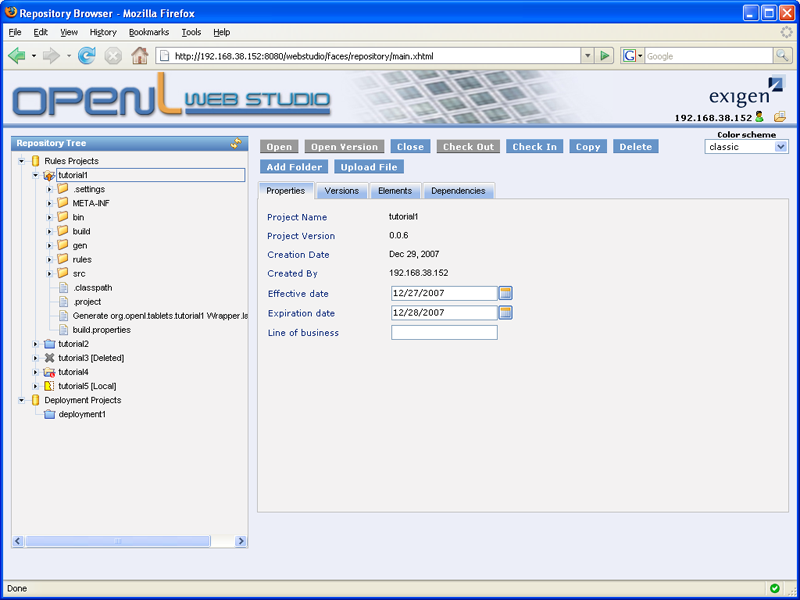 Repository Browser - Mozilla Firefox
File Edit View History Bookmarks Tools Help
http://192.168.38.152:8080/webstudio/faces/repository/main.xhtml
G Google
OPENL WEB STUDIO
exigen
192.168.38.152
Color scheme
classic
Repository Tree
Rules Projects
tutorial1
.settings
META-INF
bin
build
gen
rules
src
.classpath
.project
Generate org.openl.tablets.tutorial1 Wrapper.la
build.properties
tutorial2
tutorial3 [Deleted]
tutorial4
tutorial5 [Local]
Deployment Projects
deployment1
Open Open Version Close Check Out Check In Copy Delete
Add Folder Upload File
Properties Versions Elements Dependencies
Project Name tutorial1
Project Version 0.0.6
Creation Date Dec 29, 2007
Created By 192.168.38.152
Effective date 12/27/2007
Expiration date 12/28/2007
Line of business
Done